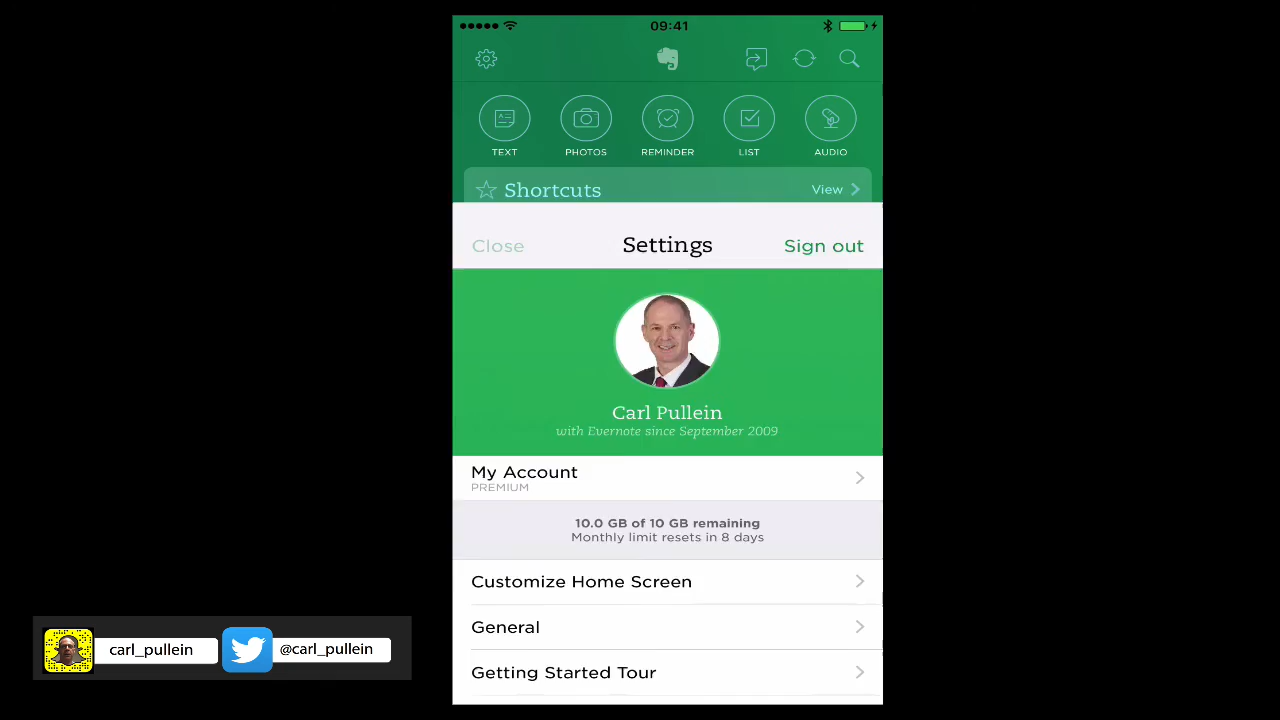 09:41
TEXT
PHOTOS
REMINDER
LIST
AUDIO
Shortcuts
View
Close
Settings
Sign out
Carl Pullein
with Evernote since September 2009
My Account
PREMIUM
10.0 GB of 10 GB remaining
Monthly limit resets in 8 days
Customize Home Screen
General
Getting Started Tour
carl_pullein
@carl_pullein